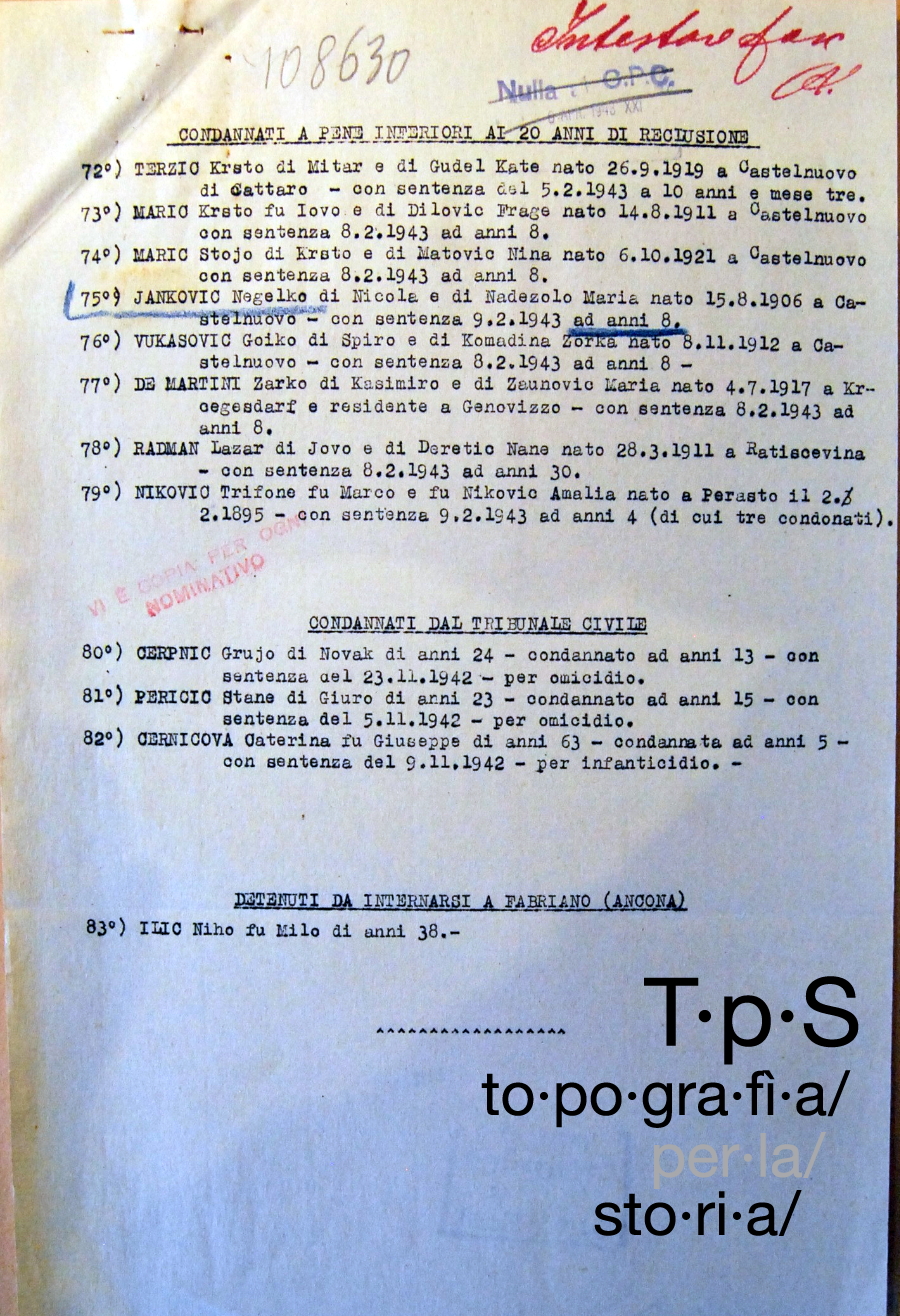 108630
Intestare fasc
Nulla C.P.C.
APR. 1943 XXI
CONDANNATI A PENE INFERIORI AI 20 ANNI DI RECLUSIONE
72°) TERZIC Krsto di Mitar e di Gudel Kate nato 26.9.1919 a Castelnuovo
di Cattaro - con sentenza del 5.2.1943 a 10 anni e mese tre.
73°) MARIC Krsto fu Iovo e di Dilovic Frage nato 14.8.1911 a Castelnuovo
con sentenza 8.2.1943 ad anni 8.
74°) MARIC Stojo di Krsto e di Matovic Nina nato 6.10.1921 a Castelnuovo
con sentenza 8.2.1943 ad anni 8.
75°) JANKOVIC Negelko di Nicola e di Nadezolo Maria nato 15.8.1906 a Ca-
stelnuovo - con sentenza 9.2.1943 ad anni 8.
76°) VUKASOVIC Goiko di Spiro e di Komadina Zorka nato 8.11.1912 a Ca-
stelnuovo - con sentenza 8.2.1943 ad anni 8 -
77°) DE MARTINI Zarko di Kasimiro e di Zaunovic Maria nato 4.7.1917 a Kr-
cegesdarf e residente a Genovizzo - con sentenza 8.2.1943 ad
anni 8.
78°) RADMAN Lazar di Jovo e di Deretic Nane nato 28.3.1911 a Ratiscevina
- con sentenza 8.2.1943 ad anni 30.
79°) NIKOVIC Trifone fu Marco e fu Nikovic Amalia nato a Perasto il 2.
2.1895 - con sentenza 9.2.1943 ad anni 4 (di cui tre condonati).
VI È COPIA PER OGNI
NOMINATIVO
CONDANNATI DAL TRIBUNALE CIVILE
80°) CERPNIC Grujo di Novak di anni 24 - condannato ad anni 13 - con
sentenza del 23.11.1942 - per omicidio.
81°) PERICIC Stane di Giuro di anni 23 - condannato ad anni 15 - con
sentenza del 5.11.1942 - per omicidio.
82°) CERNICOVA Caterina fu Giuseppe di anni 63 - condannata ad anni 5 -
con sentenza del 9.11.1942 - per infanticidio. -
DETENUTI DA INTERNARSI A FABRIANO (ANCONA)
83°) ILIC Niho fu Milo di anni 38.-
^^^^^^^^^^^^^^^^^^
T·p·S
to·po·gra·fì·a/
per·la/
sto·ri·a/